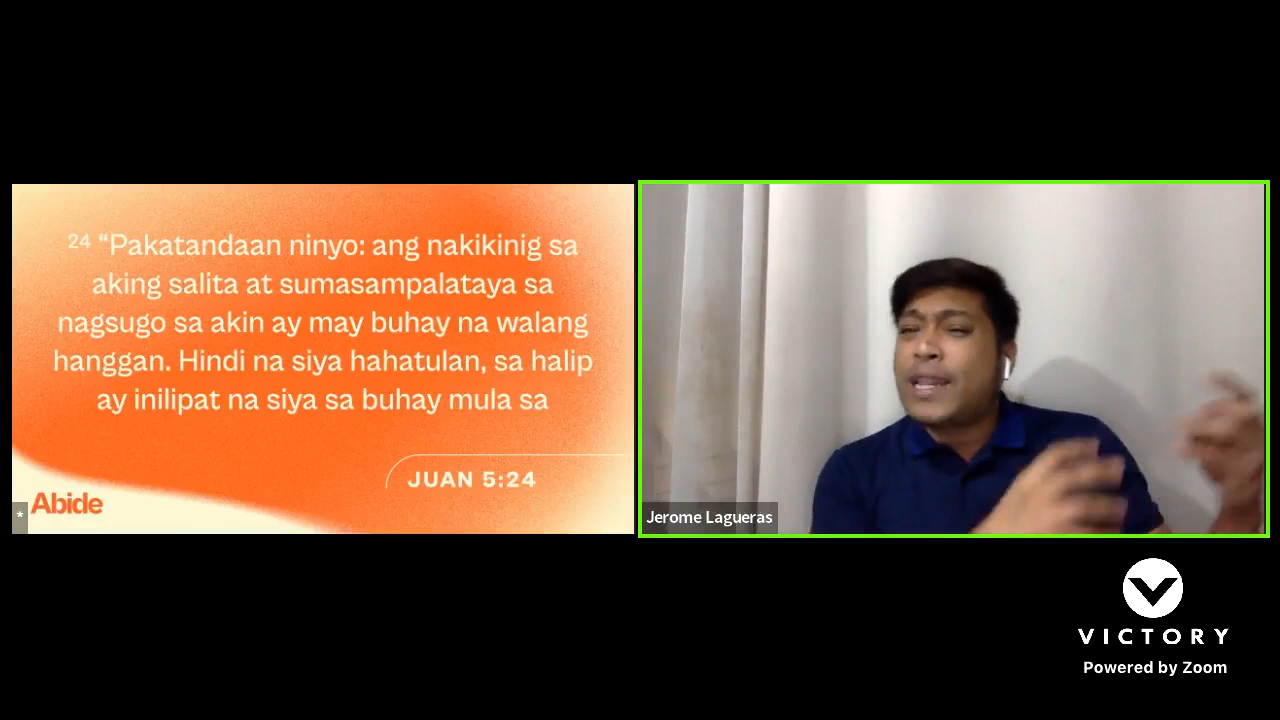 24 “Pakatandaan ninyo: ang nakikinig sa
aking salita at sumasampalataya sa
nagsugo sa akin ay may buhay na walang
hanggan. Hindi na siya hahatulan, sa halip
ay inilipat na siya sa buhay mula sa
JUAN 5:24
Abide
*
Jerome Lagueras
VICTORY
Powered by Zoom